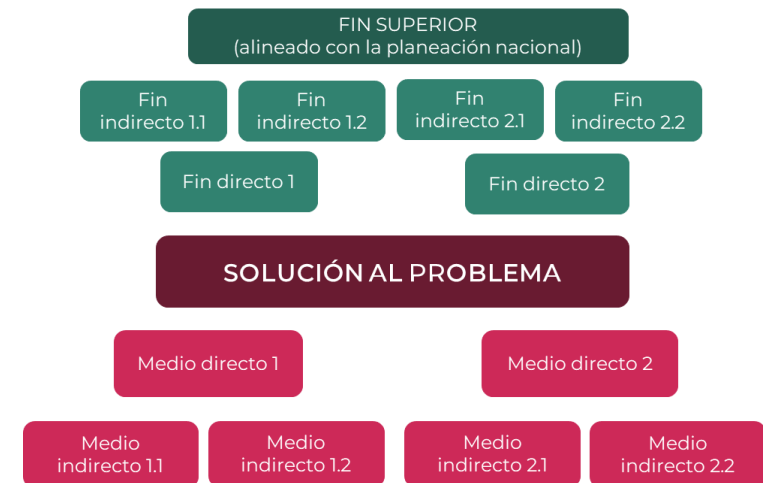 FIN SUPERIOR
(alineado con la planeación nacional)
Fin
indirecto 1.1
Fin
indirecto 1.2
Fin
indirecto 2.1
Fin
indirecto 2.2
Fin directo 1
Fin directo 2
SOLUCIÓN AL PROBLEMA
Medio directo 1
Medio directo 2
Medio
indirecto 1.1
Medio
indirecto 1.2
Medio
indirecto 2.1
Medio
indirecto 2.2